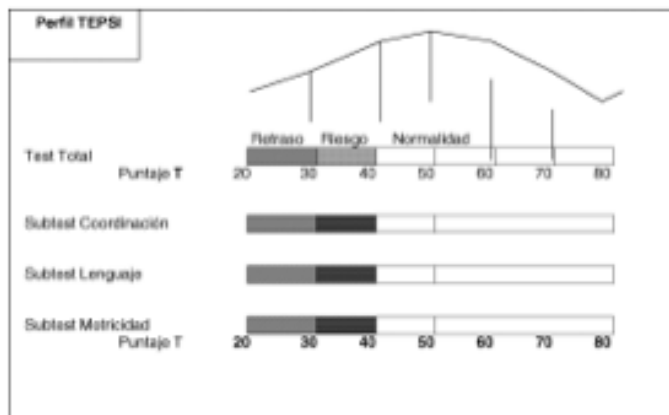 Perfil TEPSI
Retraso Riesgo Normalidad
Test Total
Puntaje T 20 30 40 50 60 70 80
Subtest Coordinación
Subtest Lenguaje
Subtest Motricidad
Puntaje T 20 30 40 50 60 70 80